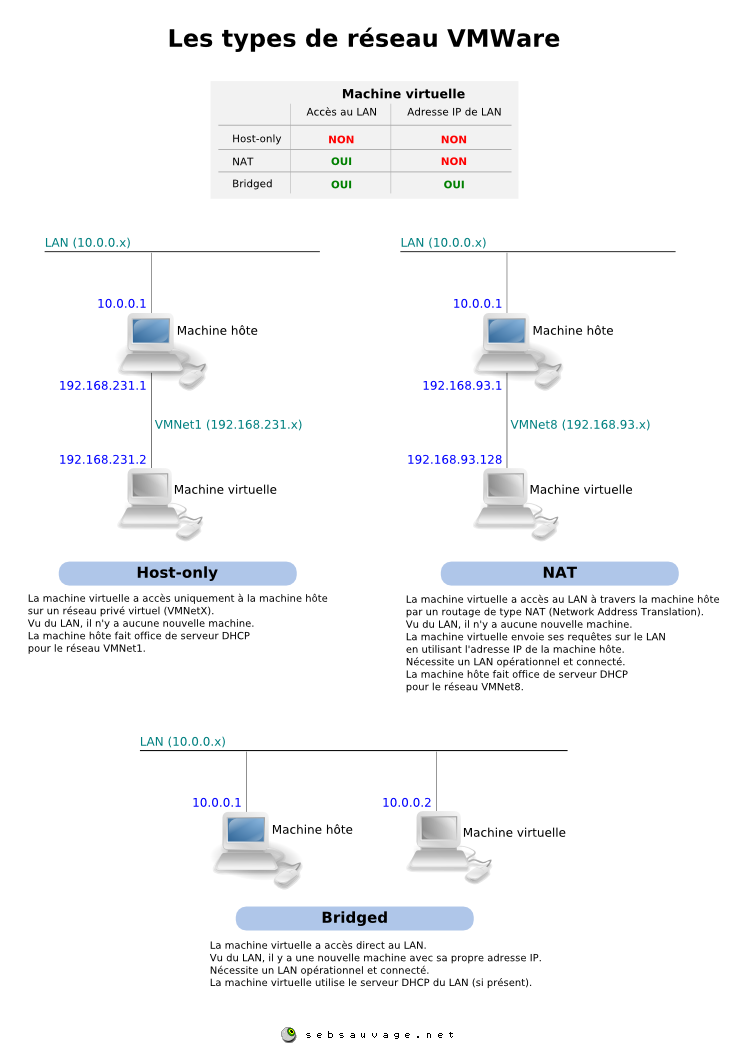 Les types de réseau VMWare
Machine virtuelle
Accès au LAN Adresse IP de LAN
Host-only NON NON
NAT OUI NON
Bridged OUI OUI
LAN (10.0.0.x)
10.0.0.1
Machine hôte
192.168.231.1
VMNet1 (192.168.231.x)
192.168.231.2
Machine virtuelle
Host-only
La machine virtuelle a accès uniquement à la machine hôte
sur un réseau privé virtuel (VMNetX).
Vu du LAN, il n'y a aucune nouvelle machine.
La machine hôte fait office de serveur DHCP
pour le réseau VMNet1.
LAN (10.0.0.x)
10.0.0.1
Machine hôte
192.168.93.1
VMNet8 (192.168.93.x)
192.168.93.128
Machine virtuelle
NAT
La machine virtuelle a accès au LAN à travers la machine hôte
par un routage de type NAT (Network Address Translation).
Vu du LAN, il n'y a aucune nouvelle machine.
La machine virtuelle envoie ses requêtes sur le LAN
en utilisant l'adresse IP de la machine hôte.
Nécessite un LAN opérationnel et connecté.
La machine hôte fait office de serveur DHCP
pour le réseau VMNet8.
LAN (10.0.0.x)
10.0.0.1
Machine hôte
10.0.0.2
Machine virtuelle
Bridged
La machine virtuelle a accès direct au LAN.
Vu du LAN, il y a une nouvelle machine avec sa propre adresse IP.
Nécessite un LAN opérationnel et connecté.
La machine virtuelle utilise le serveur DHCP du LAN (si présent).
sebsauvage.net